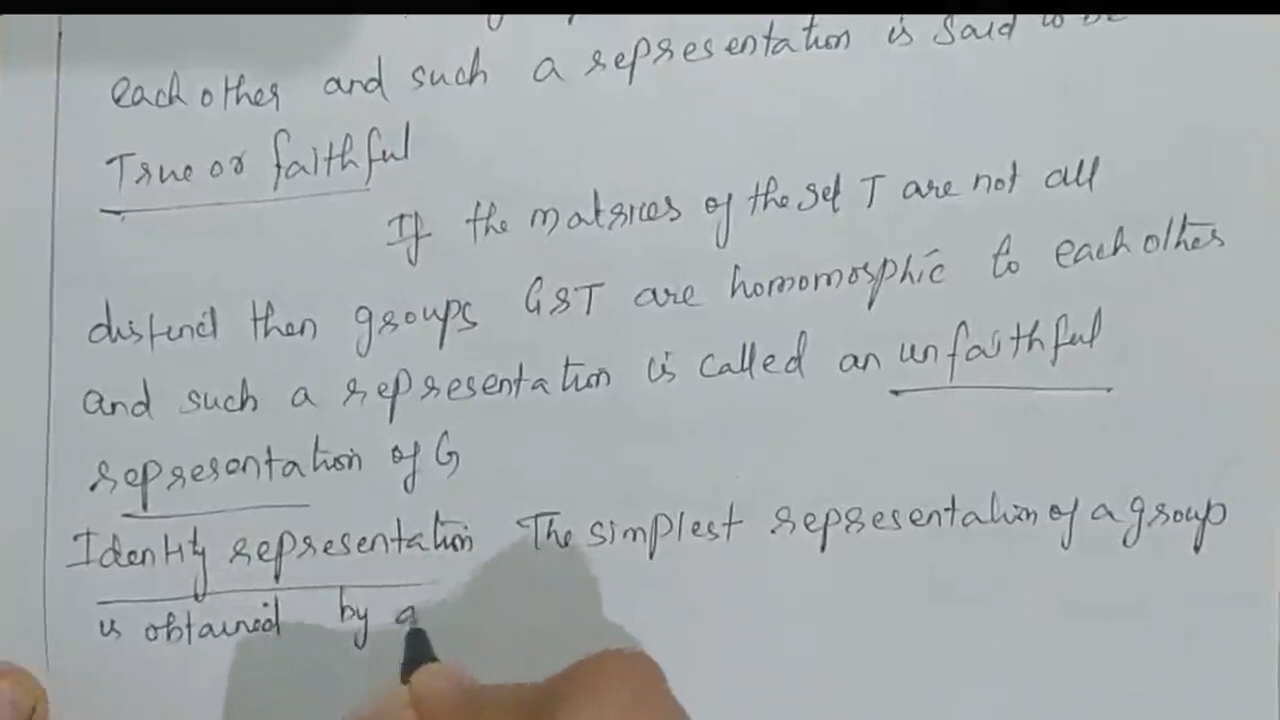 each other and such a representation is said to be
True or faithful
If the matrices of the set T are not all
distinct then groups G&T are homomorphic to each other
and such a representation is called an unfaithful
representation of G
Identity representation The simplest representation of a group
is obtained by a